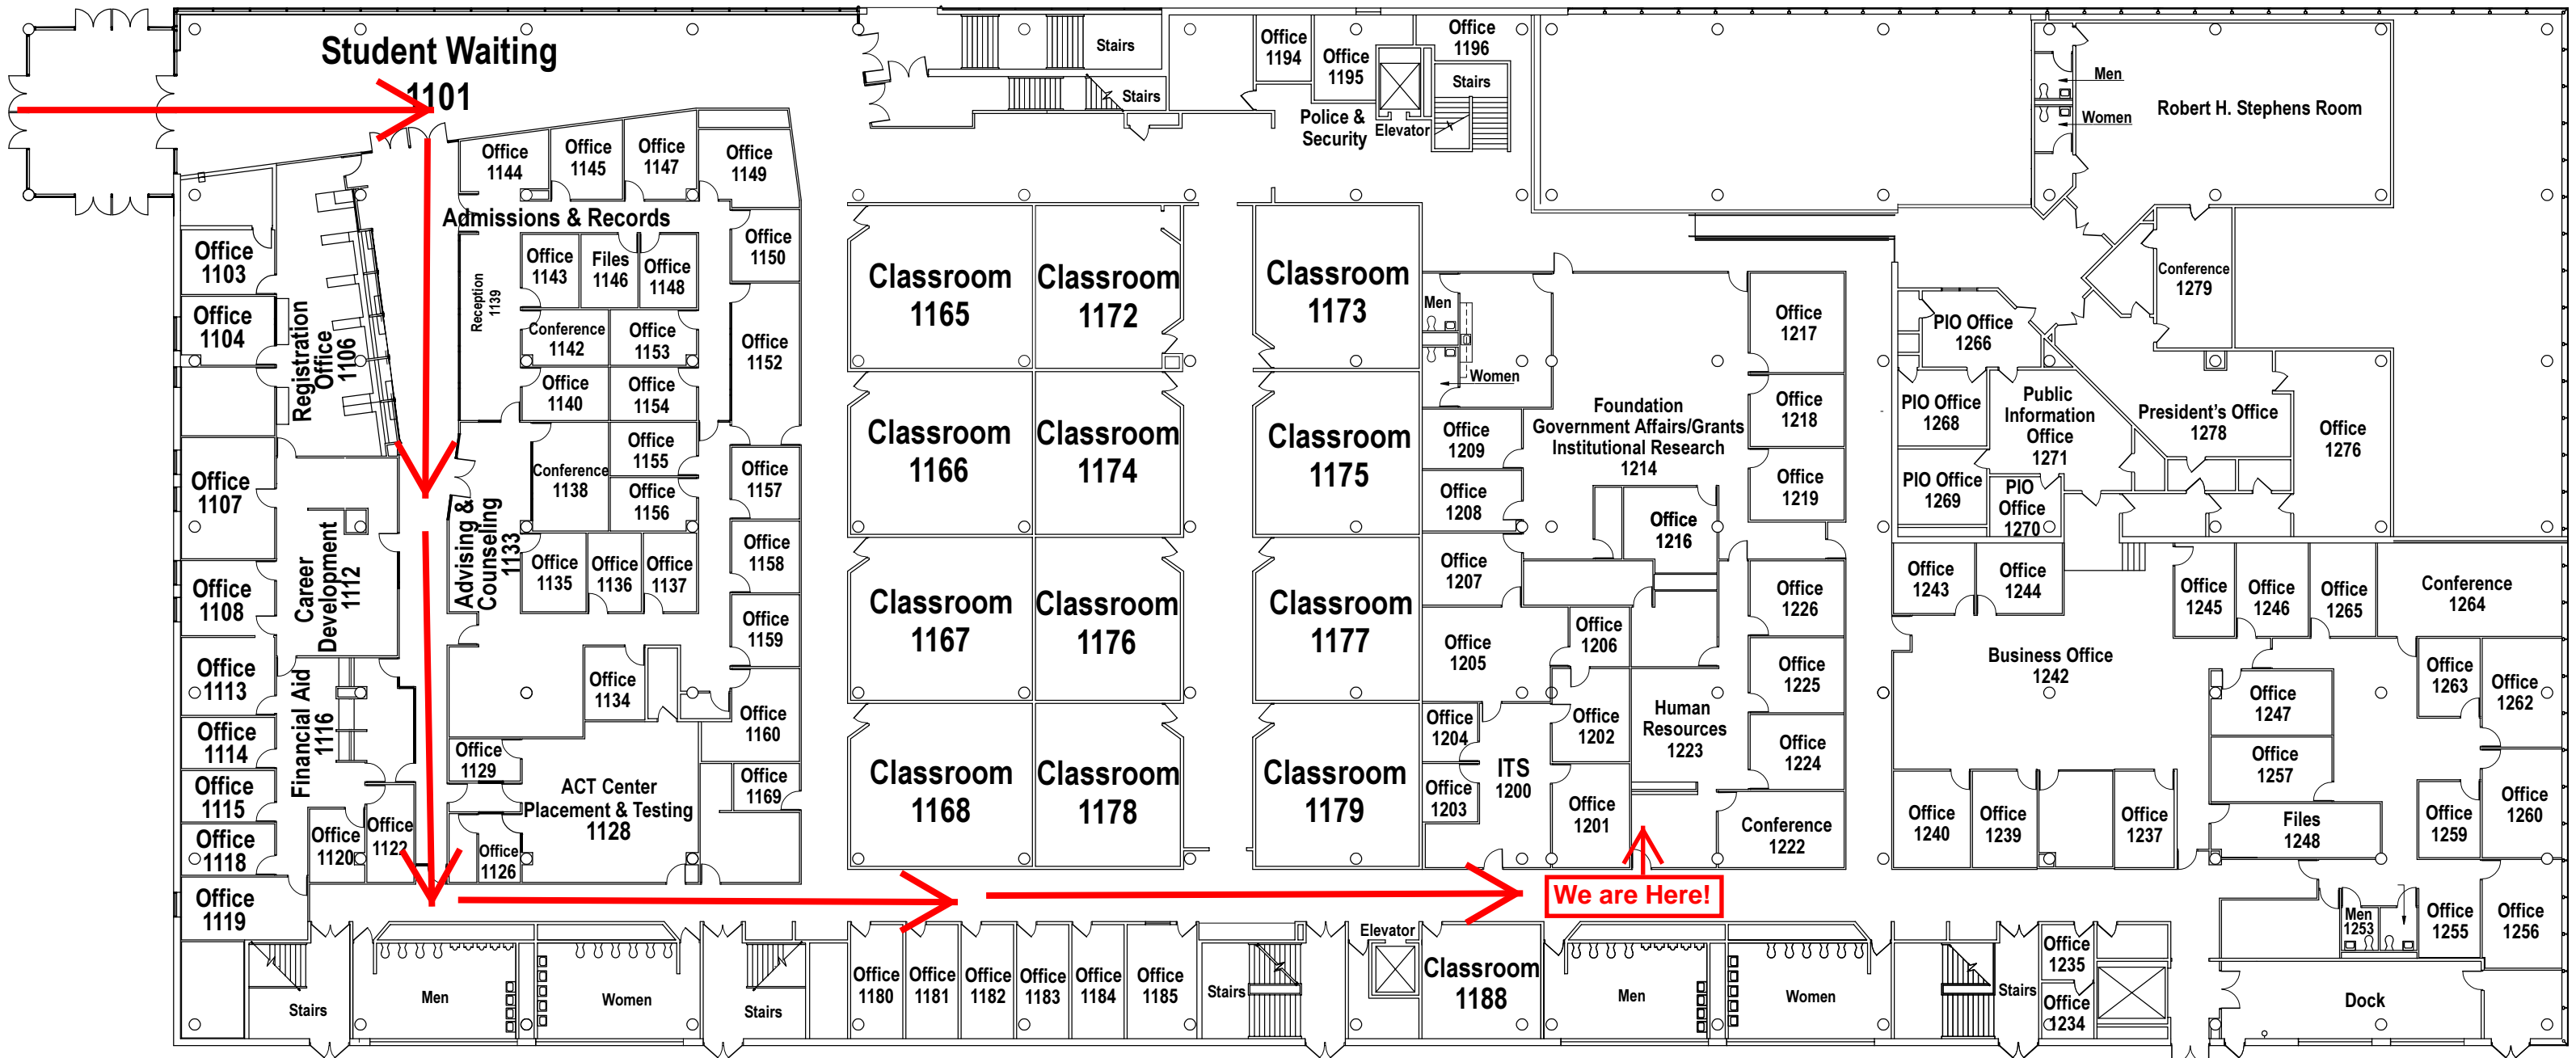 Student Waiting
1101
Stairs
Stairs
Office
1194
Office
1195
Office
1196
Stairs
Police &
Security
Elevator
Men
Women
Robert H. Stephens Room
Office
1144
Office
1145
Office
1147
Office
1149
Admissions & Records
Office
1103
Office
1104
Registration
Office
1106
Reception
1139
Office
1143
Files
1146
Office
1148
Office
1150
Conference
1142
Office
1153
Office
1152
Office
1140
Office
1154
Classroom
1165
Classroom
1172
Classroom
1173
Men
Women
Office
1217
Conference
1279
PIO Office
1266
Office
1107
Conference
1138
Office
1155
Office
1156
Office
1157
Classroom
1166
Classroom
1174
Classroom
1175
Office
1209
Office
1208
Foundation
Government Affairs/Grants
Institutional Research
1214
Office
1218
Office
1219
Office
1216
PIO Office
1268
PIO Office
1269
Public
Information
Office
1271
PIO
Office
1270
President's Office
1278
Office
1276
Office
1108
Career
Development
1112
Advising &
Counseling
1133
Office
1135
Office
1136
Office
1137
Office
1158
Office
1159
Classroom
1167
Classroom
1176
Classroom
1177
Office
1207
Office
1205
Office
1206
Office
1226
Office
1225
Office
1243
Office
1244
Office
1245
Office
1246
Office
1265
Conference
1264
Business Office
1242
Office
1113
Office
1114
Financial Aid
1116
Office
1134
Office
1160
Office
1129
Office
1169
ACT Center
Placement & Testing
1128
Office
1115
Office
1118
Office
1120
Office
1122
Office
1126
Office
1119
Classroom
1168
Classroom
1178
Classroom
1179
Office
1204
Office
1203
ITS
1200
Office
1202
Office
1201
Human
Resources
1223
Office
1224
Conference
1222
Office
1247
Office
1257
Office
1263
Office
1262
Office
1240
Office
1239
Office
1237
Files
1248
Office
1259
Office
1260
We are Here!
Stairs
Men
Women
Stairs
Office
1180
Office
1181
Office
1182
Office
1183
Office
1184
Office
1185
Stairs
Elevator
Classroom
1188
Men
Women
Stairs
Office
1235
Office
1234
Men
1253
Office
1255
Office
1256
Dock